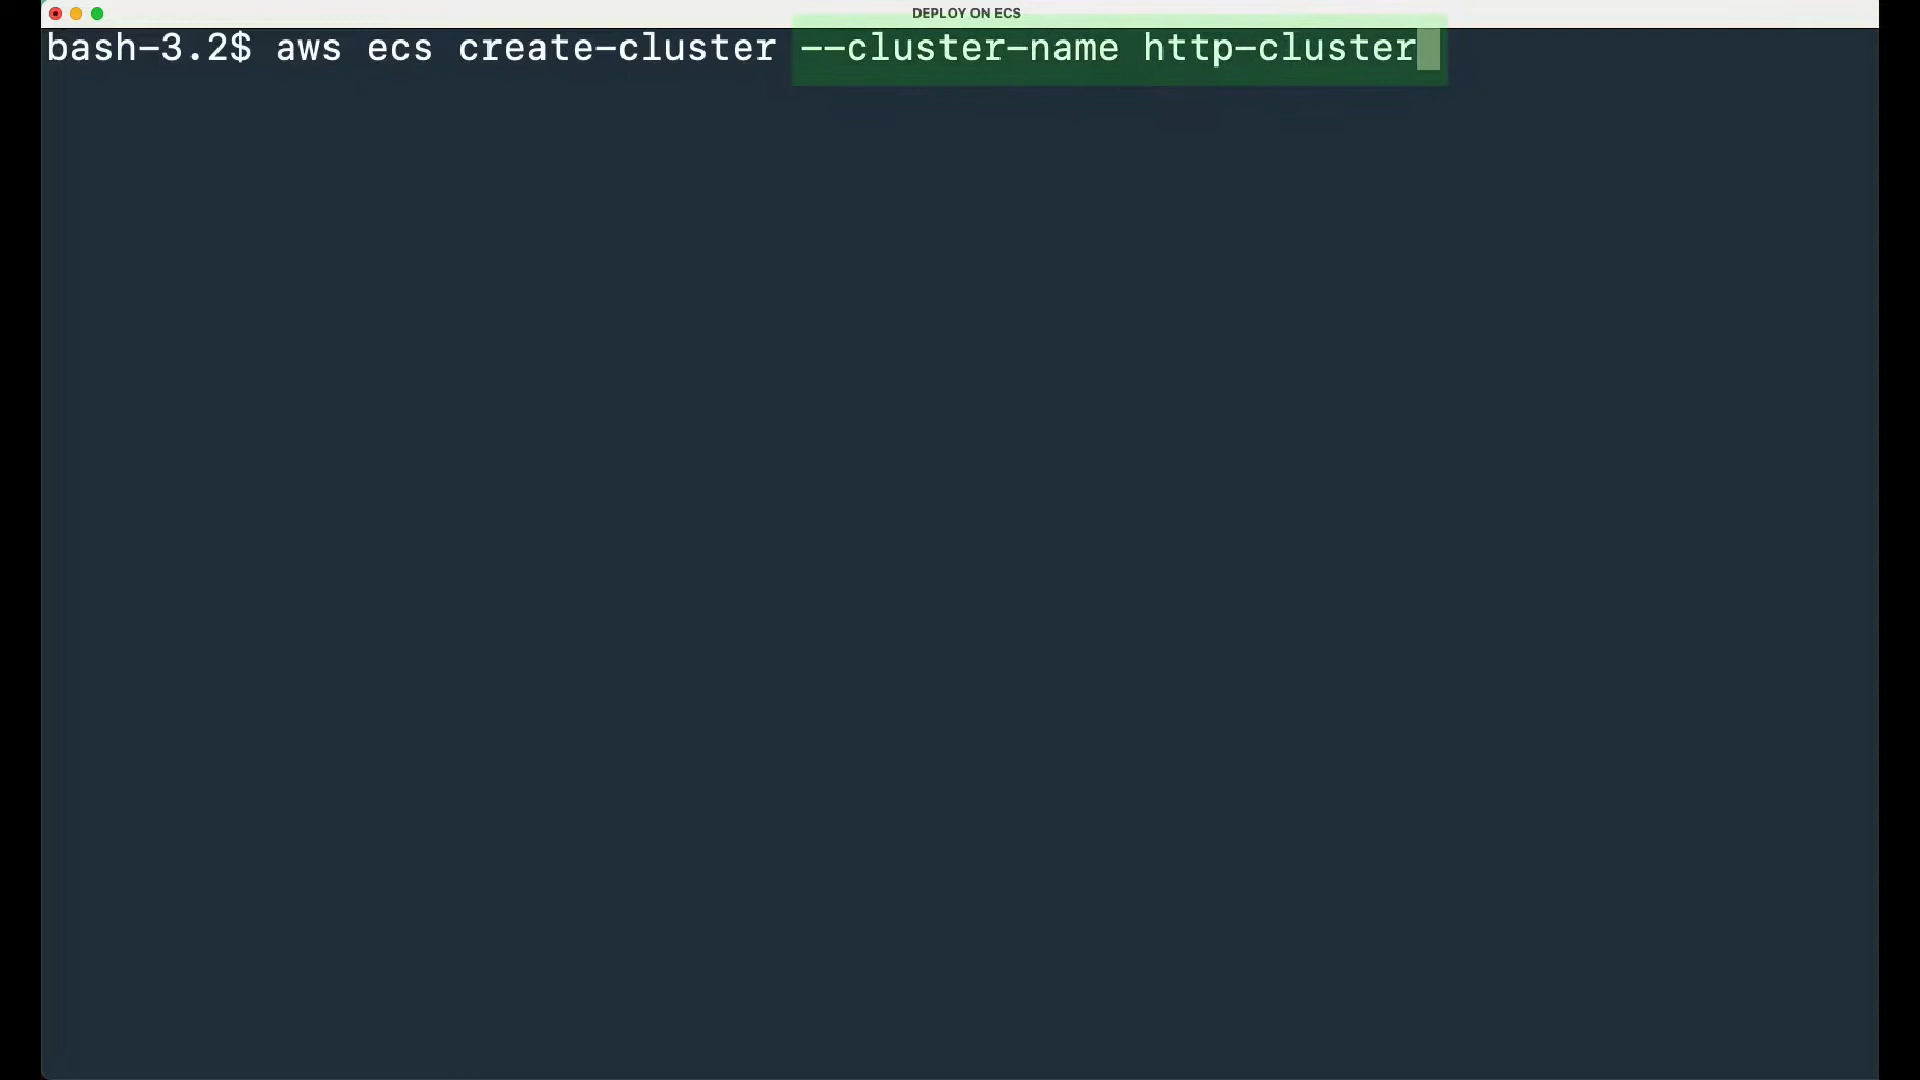 DEPLOY ON ECS
bash-3.2$ aws ecs create-cluster --cluster-name http-cluster